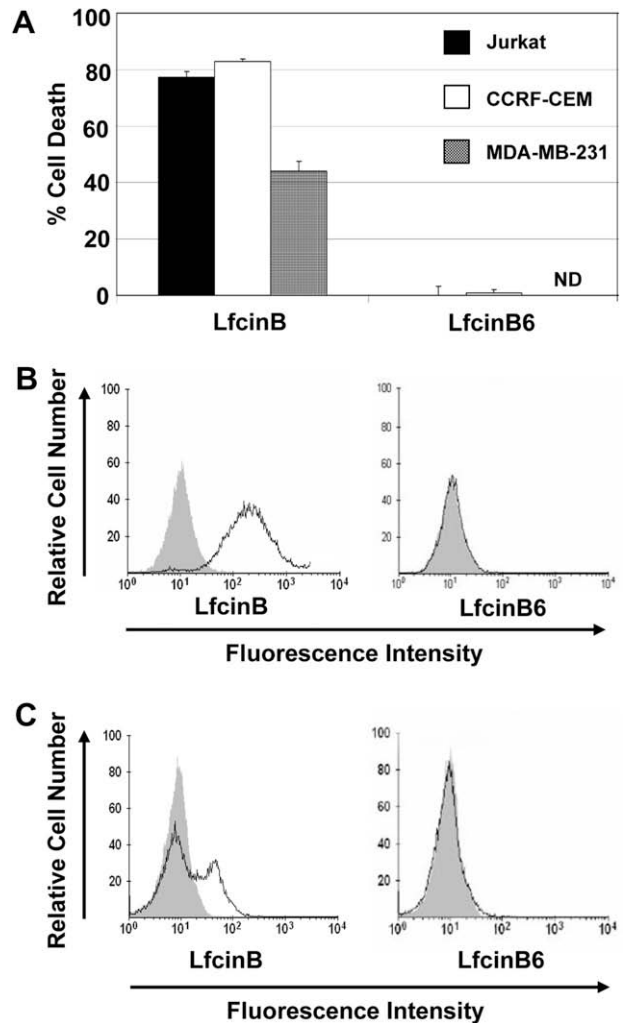 A
100
80
60
40
20
0
% Cell Death
Jurkat
CCRF-CEM
MDA-MB-231
ND
LfcinB
LfcinB6
B
Relative Cell Number
100
80
60
40
20
10⁰ 10¹ 10² 10³ 10⁴
LfcinB
100
80
60
40
20
10⁰ 10¹ 10² 10³ 10⁴
LfcinB6
Fluorescence Intensity
C
Relative Cell Number
100
80
60
40
20
10⁰ 10¹ 10² 10³ 10⁴
LfcinB
100
80
60
40
20
10⁰ 10¹ 10² 10³ 10⁴
LfcinB6
Fluorescence Intensity